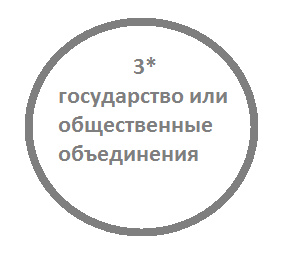 3*
государство или
общественные
объединения